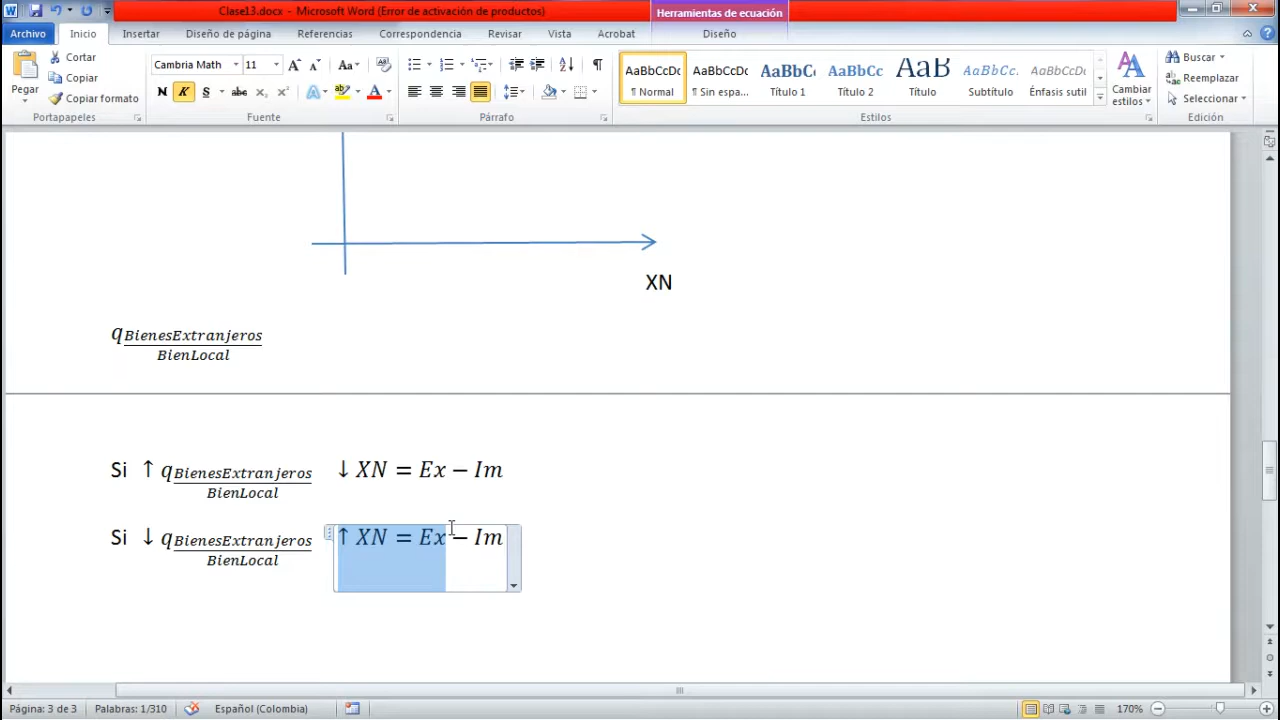 Clase13.docx - Microsoft Word (Error de activación de productos)
Herramientas de ecuación
Archivo Inicio Insertar Diseño de página Referencias Correspondencia Revisar Vista Acrobat Diseño
Pegar
Cortar
Copiar
Copiar formato
Portapapeles
Cambria Math 11
N K S abc x₂ x²
Fuente
Párrafo
AaBbCcDc AaBbCcDc AaBbC AaBbCc AaB AaBbCc. AaBbCcDc
¶ Normal ¶ Sin espa... Título 1 Título 2 Título Subtítulo Énfasis sutil
Cambiar estilos
Estilos
Buscar
Reemplazar
Seleccionar
Edición
XN
q BienesExtranjeros
BienLocal
Si ↑ q BienesExtranjeros ↓ XN = Ex − Im
BienLocal
Si ↓ q BienesExtranjeros ↑ XN = Ex − Im
BienLocal
Página: 3 de 3 Palabras: 1/310 Español (Colombia) 170%